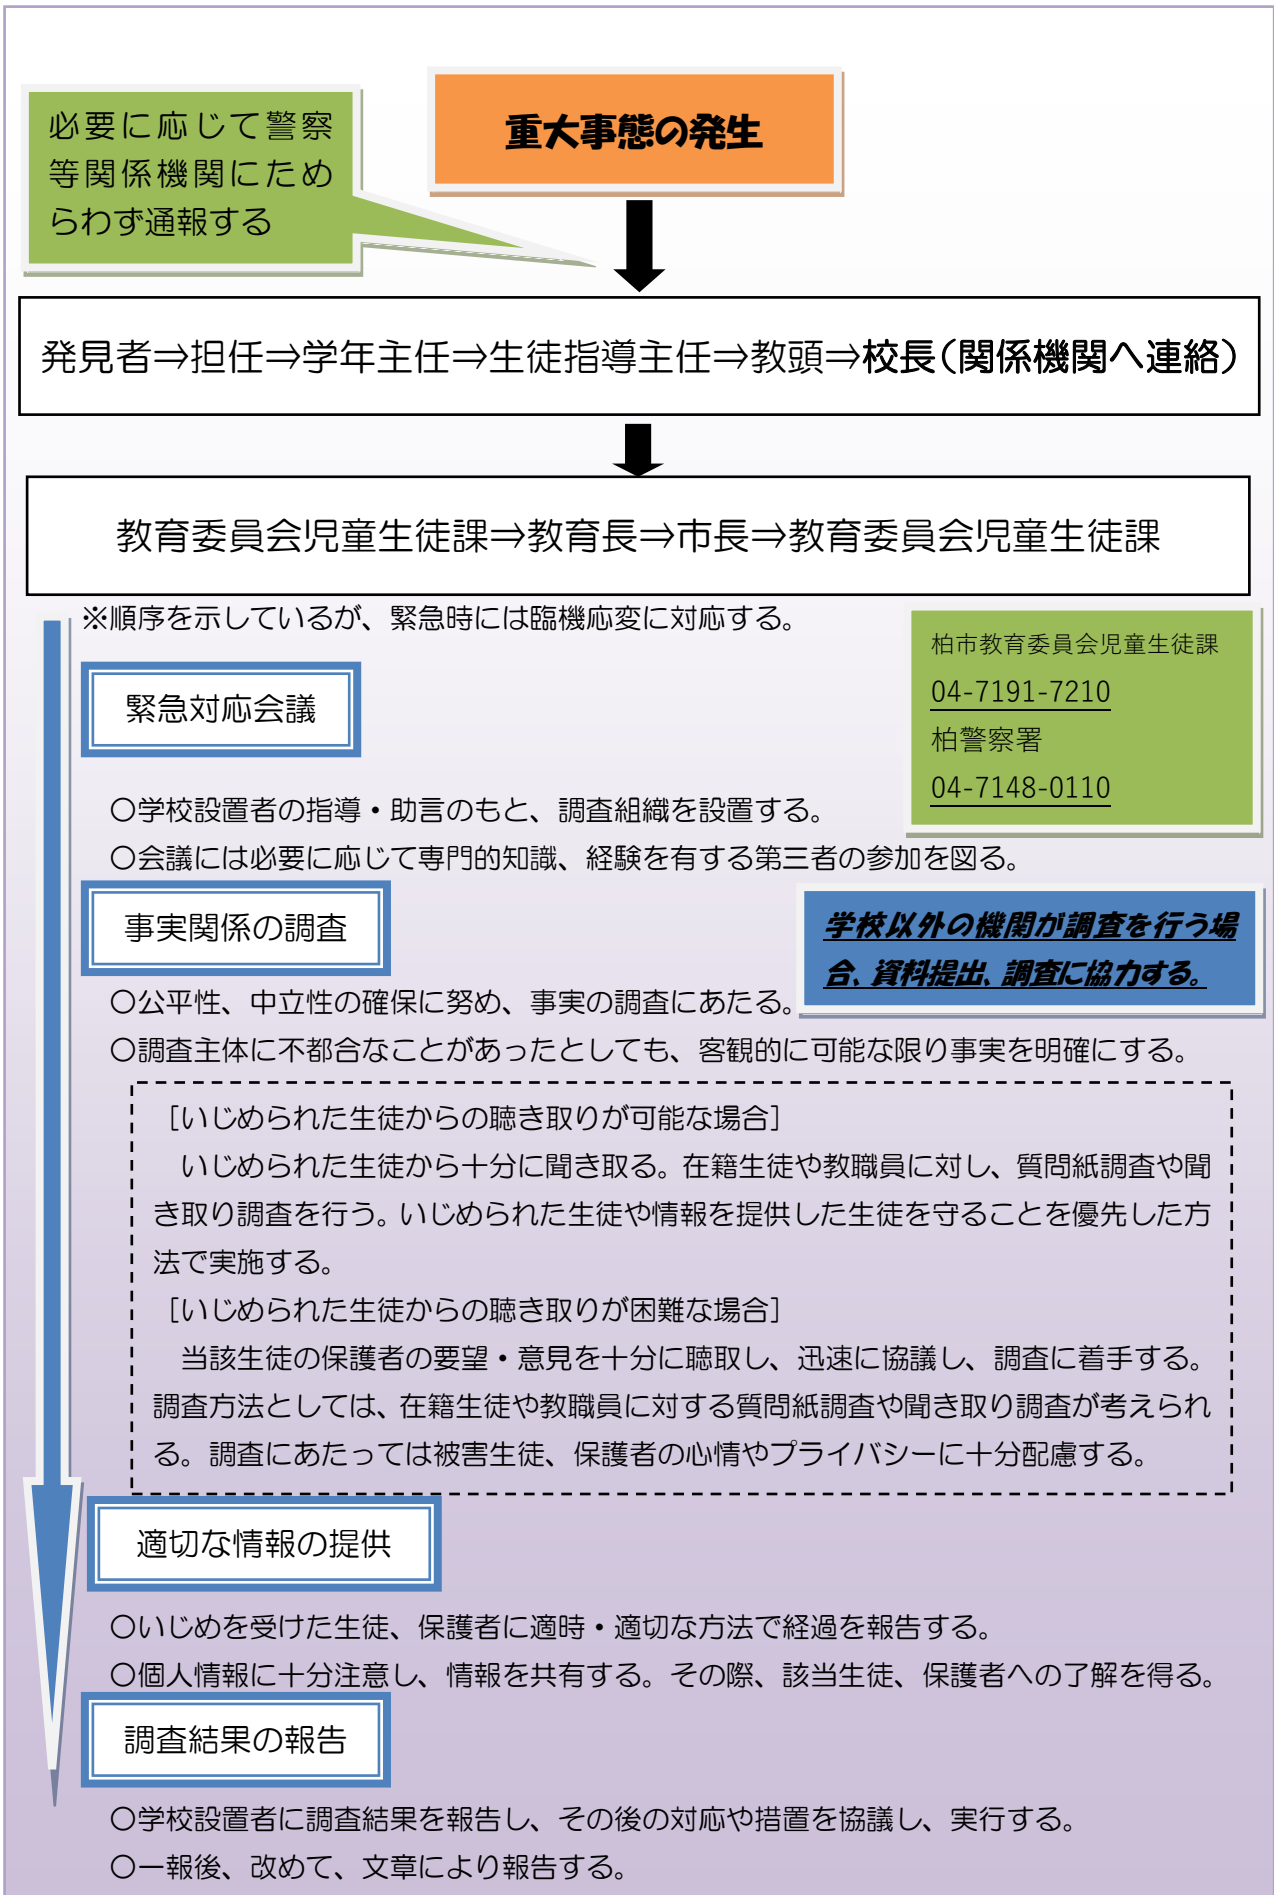 必要に応じて警察
等関係機関にため
らわず通報する
重大事態の発生
発見者⇒担任⇒学年主任⇒生徒指導主任⇒教頭⇒校長(関係機関へ連絡)
教育委員会児童生徒課⇒教育長⇒市長⇒教育委員会児童生徒課
※順序を示しているが、緊急時には臨機応変に対応する。
柏市教育委員会児童生徒課
04-7191-7210
柏警察署
04-7148-0110
緊急対応会議
○学校設置者の指導・助言のもと、調査組織を設置する。
○会議には必要に応じて専門的知識、経験を有する第三者の参加を図る。
事実関係の調査
学校以外の機関が調査を行う場
合、資料提出、調査に協力する。
○公平性、中立性の確保に努め、事実の調査にあたる。
○調査主体に不都合なことがあったとしても、客観的に可能な限り事実を明確にする。
[いじめられた生徒からの聴き取りが可能な場合]
いじめられた生徒から十分に聞き取る。在籍生徒や教職員に対し、質問紙調査や聞
き取り調査を行う。いじめられた生徒や情報を提供した生徒を守ることを優先した方
法で実施する。
[いじめられた生徒からの聴き取りが困難な場合]
当該生徒の保護者の要望・意見を十分に聴取し、迅速に協議し、調査に着手する。
調査方法としては、在籍生徒や教職員に対する質問紙調査や聞き取り調査が考えられ
る。調査にあたっては被害生徒、保護者の心情やプライバシーに十分配慮する。
適切な情報の提供
○いじめを受けた生徒、保護者に適時・適切な方法で経過を報告する。
○個人情報に十分注意し、情報を共有する。その際、該当生徒、保護者への了解を得る。
調査結果の報告
○学校設置者に調査結果を報告し、その後の対応や措置を協議し、実行する。
○一報後、改めて、文章により報告する。